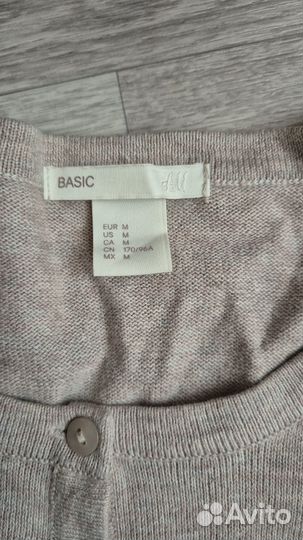 BASIC H&M
EUR M
US M
CA M
CN 170/96A
MX M
Avito